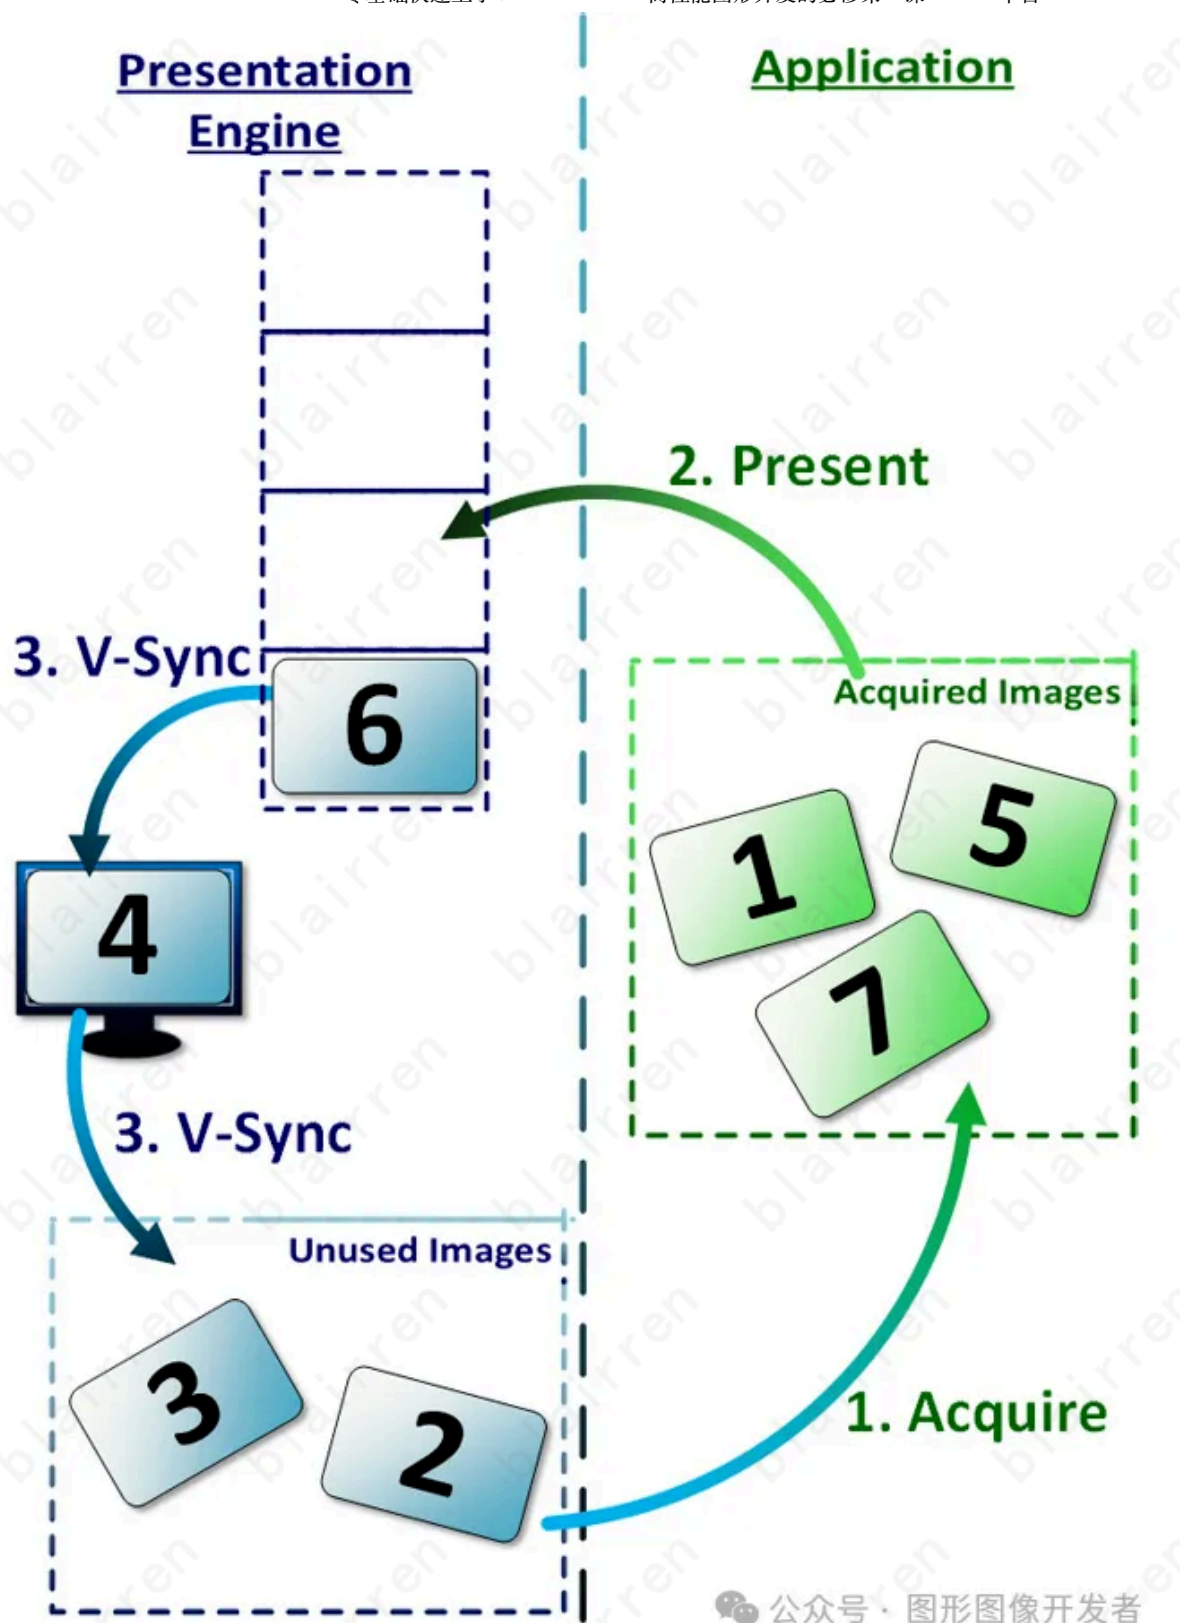 Presentation
Engine
Application
2. Present
3. V-Sync
6
Acquired Images
5
1
4
7
3. V-Sync
Unused Images
3
2
1. Acquire
公众号 · 图形图像开发者
blairren